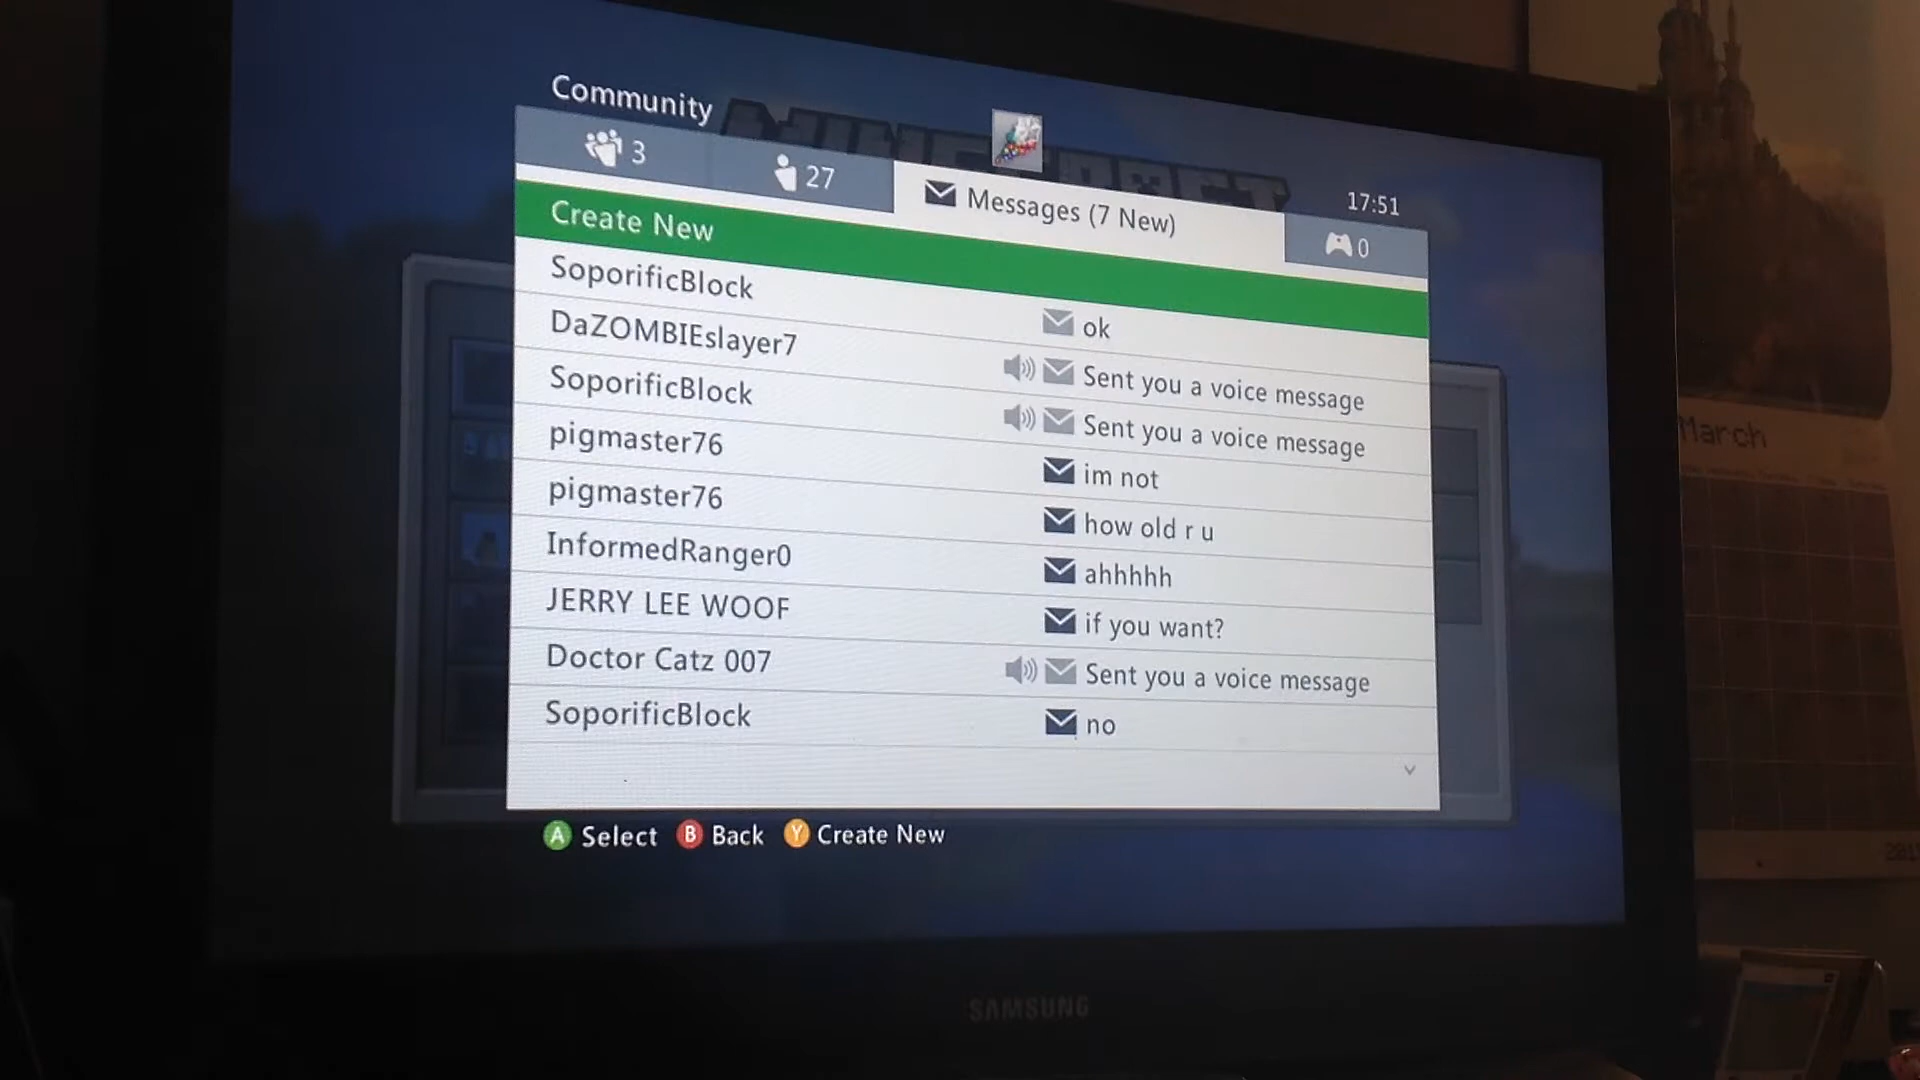 Community
MINECRAFT
3
27
Messages (7 New)
17:51
0
Create New
SoporificBlock
ok
DaZOMBIEslayer7
Sent you a voice message
SoporificBlock
Sent you a voice message
pigmaster76
im not
pigmaster76
how old r u
InformedRanger0
ahhhhh
JERRY LEE WOOF
if you want?
Doctor Catz 007
Sent you a voice message
SoporificBlock
no
A Select B Back Y Create New
SAMSUNG
March